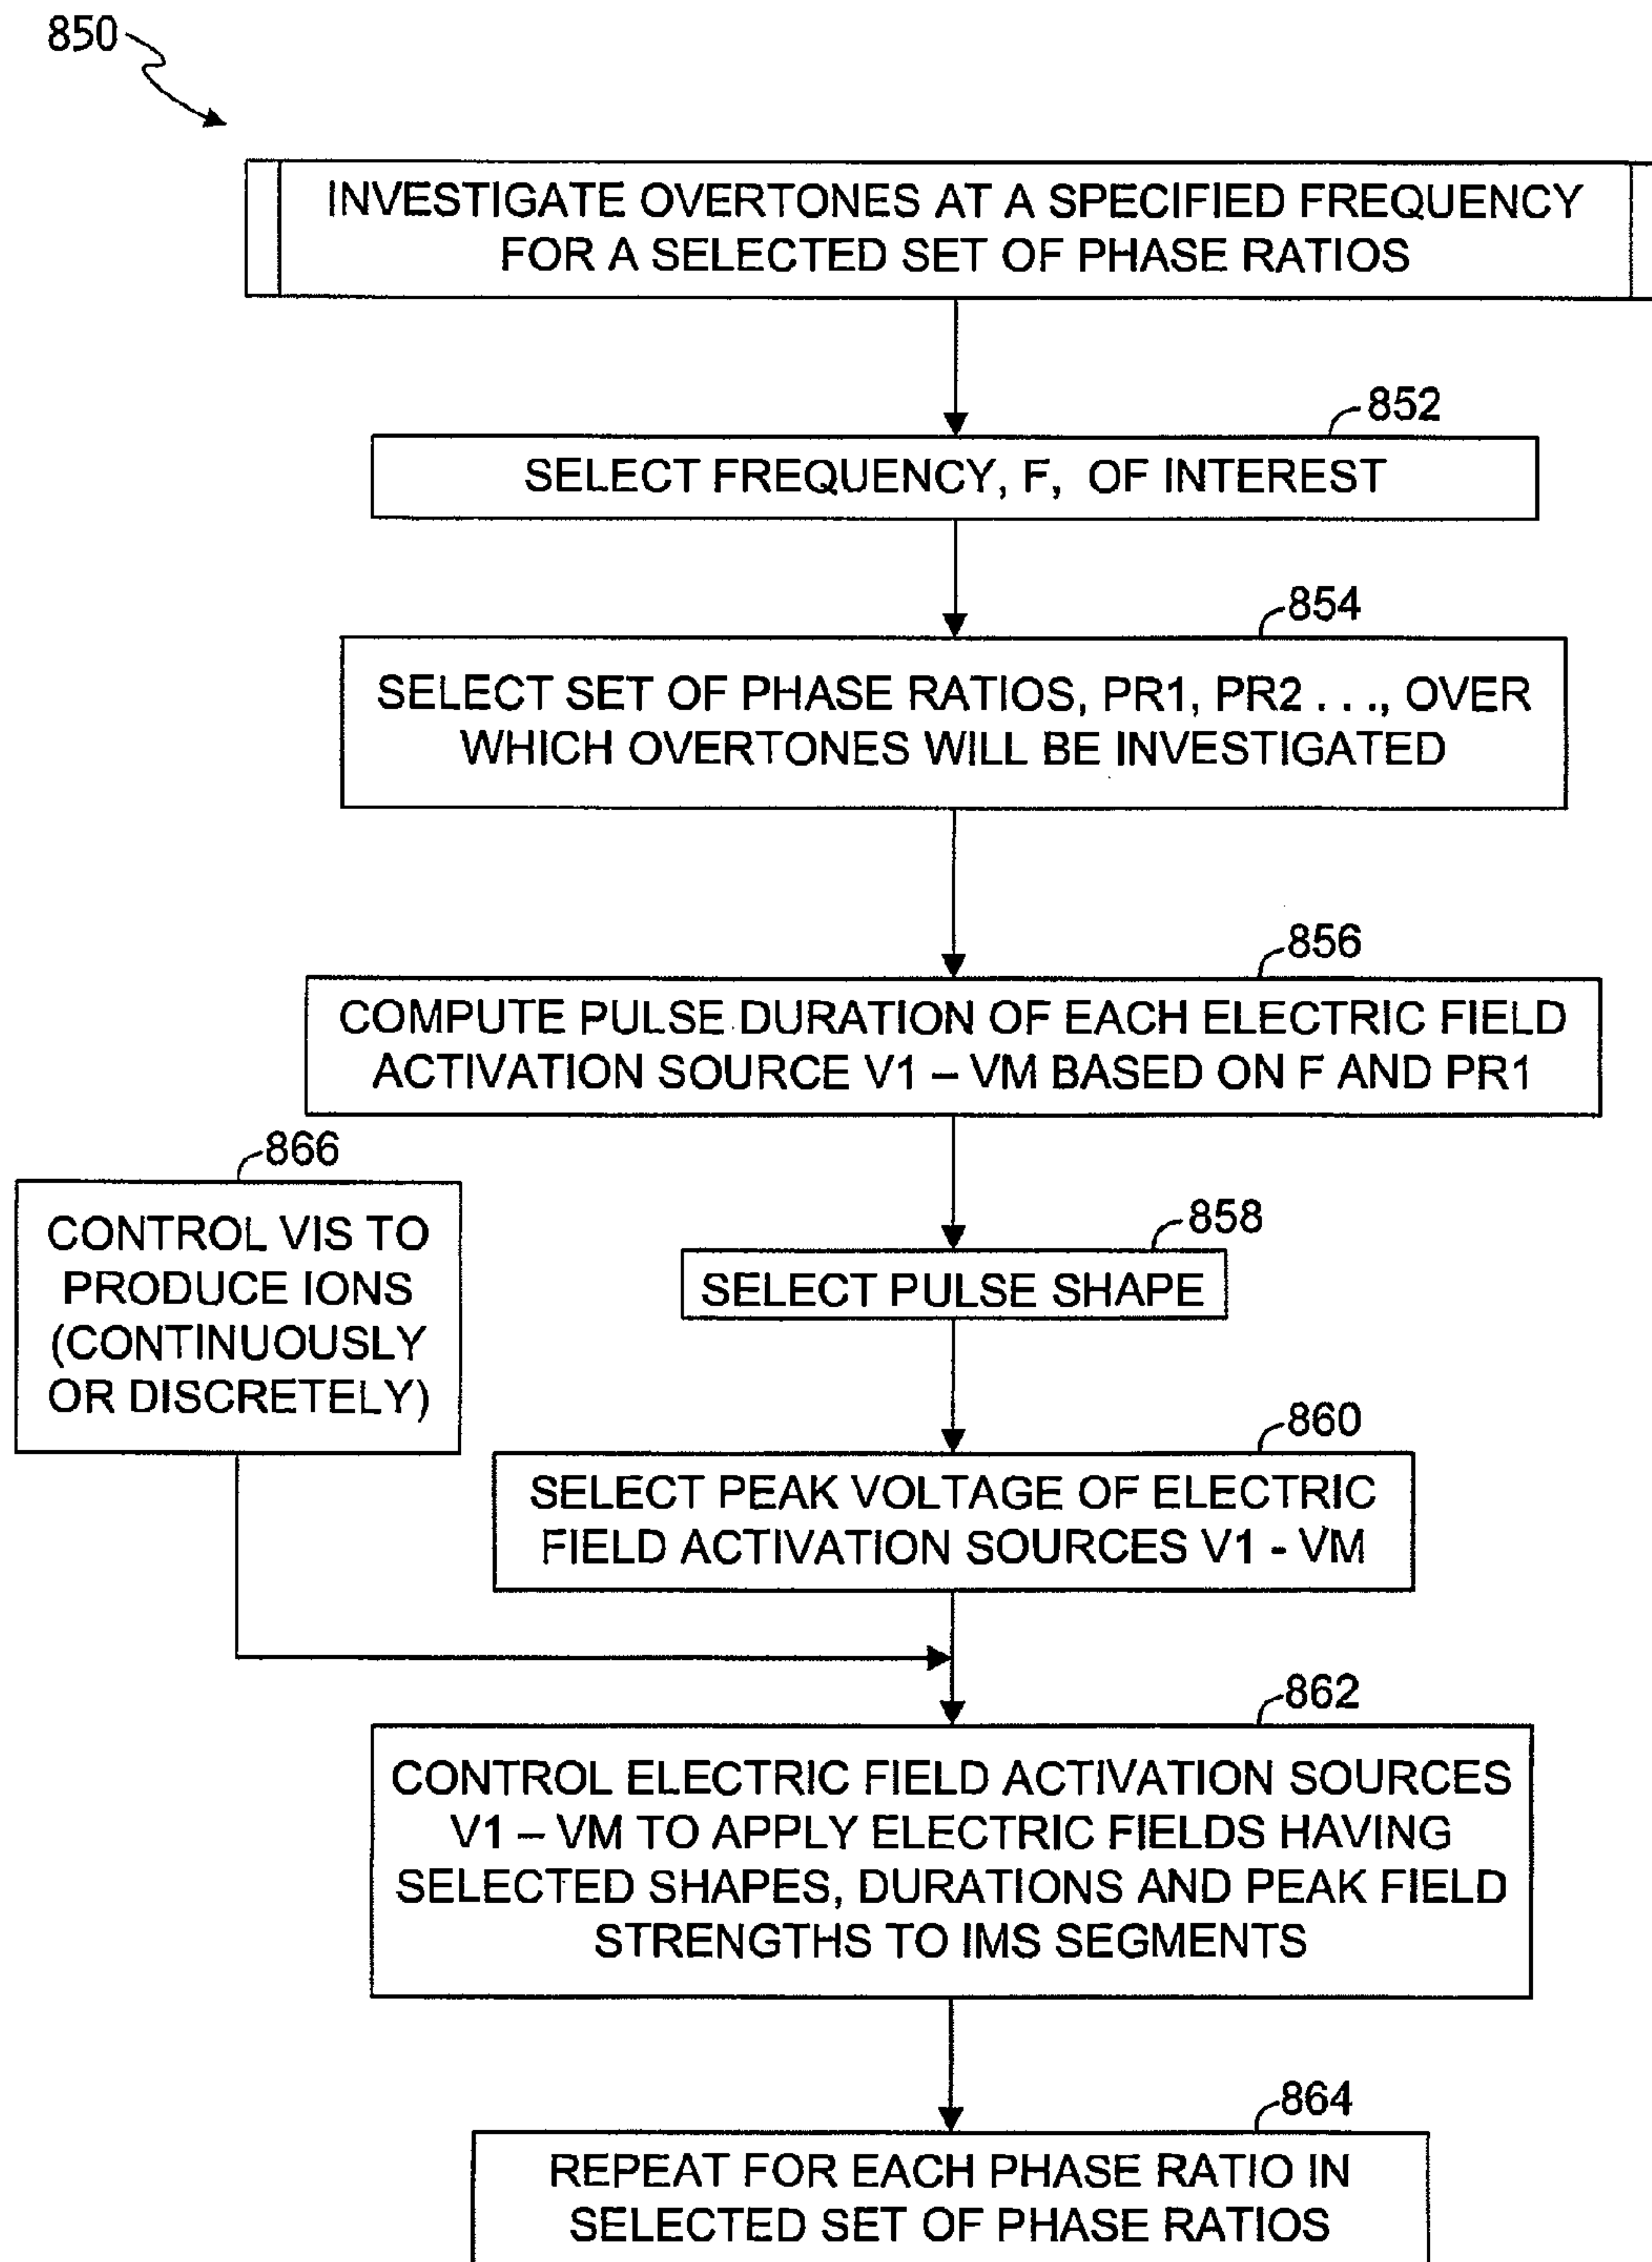 850
INVESTIGATE OVERTONES AT A SPECIFIED FREQUENCY
FOR A SELECTED SET OF PHASE RATIOS
852
SELECT FREQUENCY, F, OF INTEREST
854
SELECT SET OF PHASE RATIOS, PR1, PR2 . . ., OVER
WHICH OVERTONES WILL BE INVESTIGATED
856
COMPUTE PULSE DURATION OF EACH ELECTRIC FIELD
ACTIVATION SOURCE V1 – VM BASED ON F AND PR1
866
CONTROL VIS TO
PRODUCE IONS
(CONTINUOUSLY
OR DISCRETELY)
858
SELECT PULSE SHAPE
860
SELECT PEAK VOLTAGE OF ELECTRIC
FIELD ACTIVATION SOURCES V1 - VM
862
CONTROL ELECTRIC FIELD ACTIVATION SOURCES
V1 – VM TO APPLY ELECTRIC FIELDS HAVING
SELECTED SHAPES, DURATIONS AND PEAK FIELD
STRENGTHS TO IMS SEGMENTS
864
REPEAT FOR EACH PHASE RATIO IN
SELECTED SET OF PHASE RATIOS